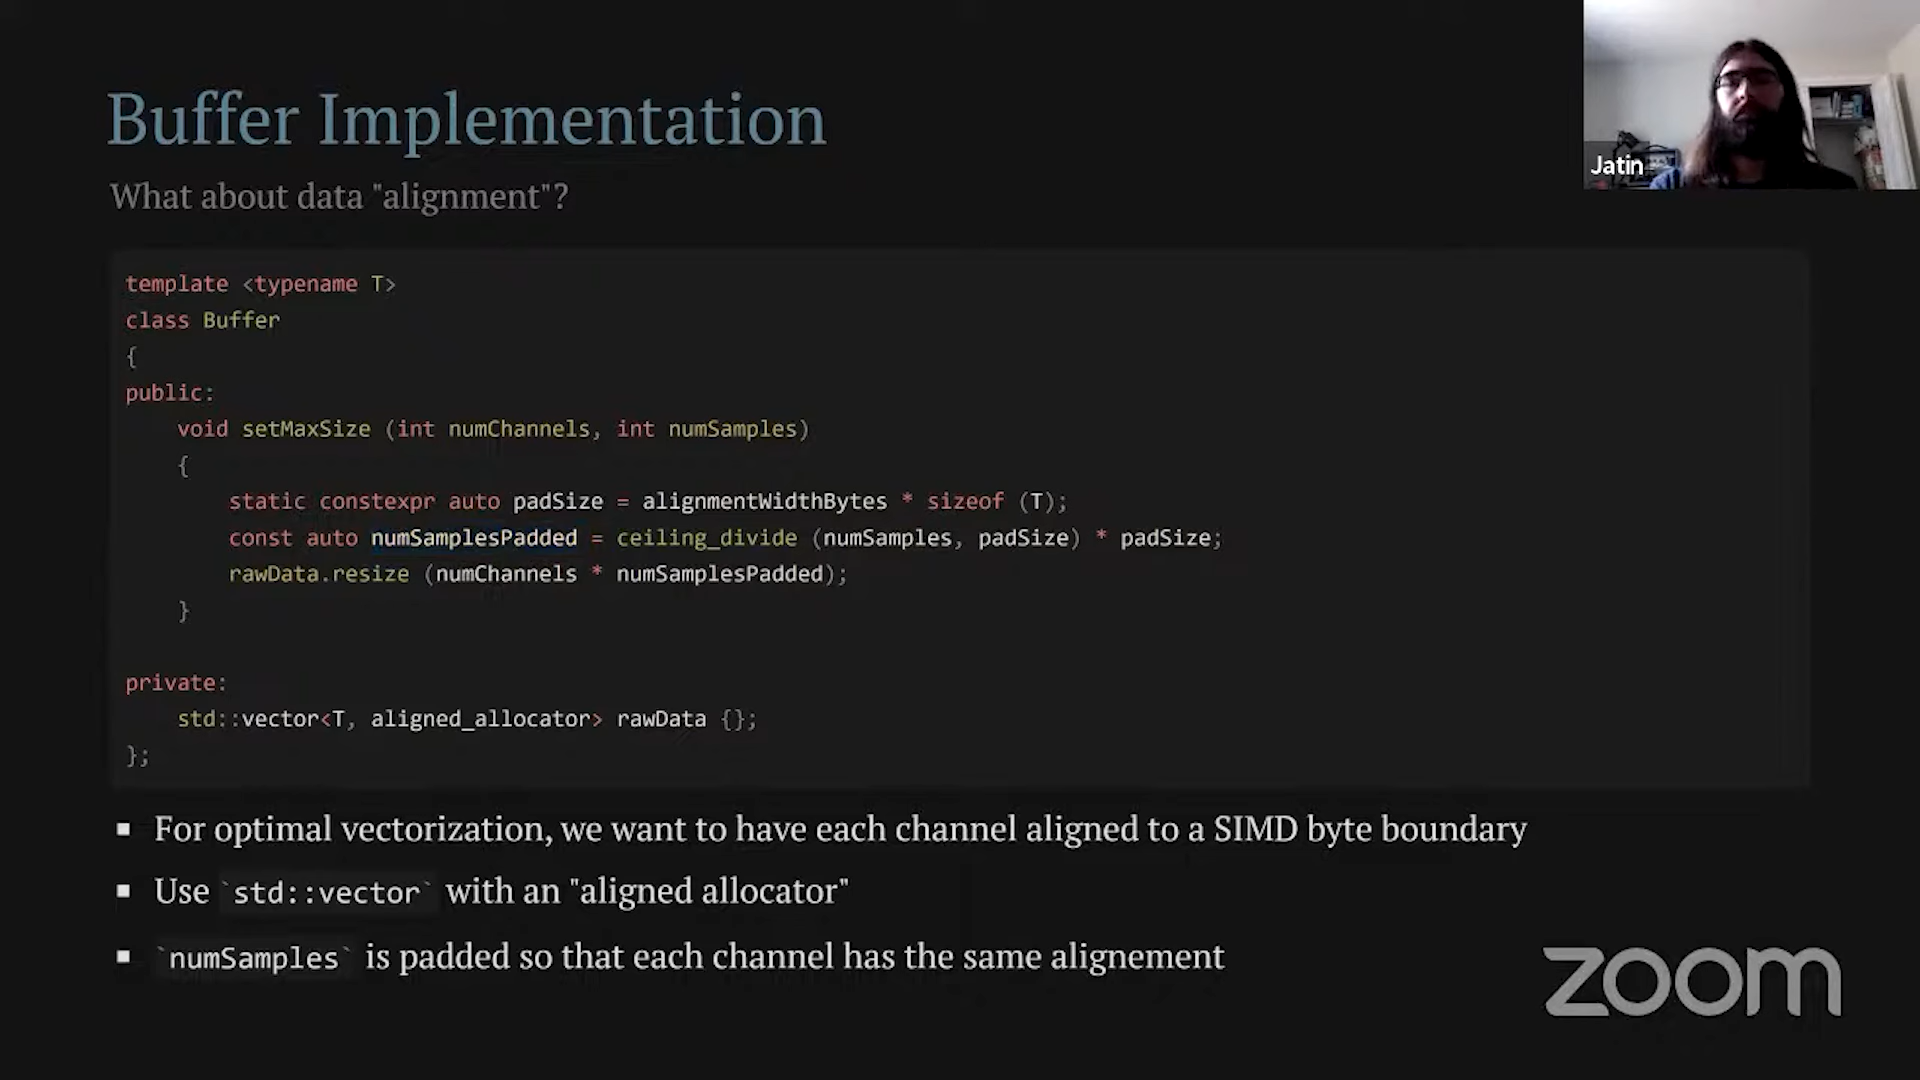 Buffer Implementation
Jatin
What about data "alignment"?
template <typename T>
class Buffer
{
public:
    void setMaxSize (int numChannels, int numSamples)
    {
        static constexpr auto padSize = alignmentWidthBytes * sizeof (T);
        const auto numSamplesPadded = ceiling_divide (numSamples, padSize) * padSize;
        rawData.resize (numChannels * numSamplesPadded);
    }
private:
    std::vector<T, aligned_allocator> rawData {};
};
▪ For optimal vectorization, we want to have each channel aligned to a SIMD byte boundary
▪ Use `std::vector` with an "aligned allocator"
▪ `numSamples` is padded so that each channel has the same alignement
zoom